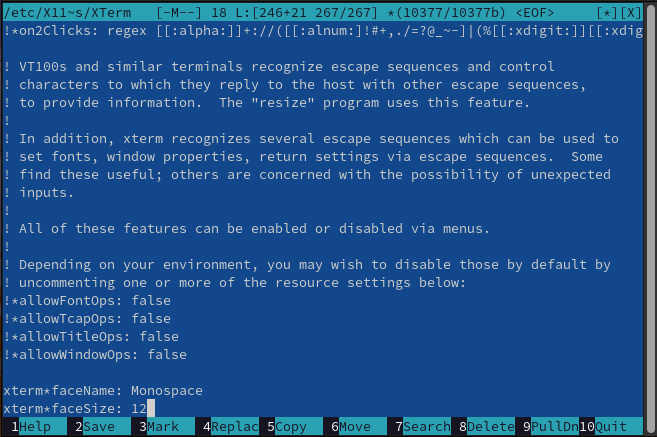 /etc/X11~s/XTerm [-M--] 18 L:[246+21 267/267] *(10377/10377b) <EOF> [*][X]
!*on2Clicks: regex [[:alpha:]]+://([[:alnum:]!#+,./=?@_~-]|(%[[:xdigit:]][[:xdig
! VT100s and similar terminals recognize escape sequences and control
! characters to which they reply to the host with other escape sequences,
! to provide information.  The "resize" program uses this feature.
!
! In addition, xterm recognizes several escape sequences which can be used to
! set fonts, window properties, return settings via escape sequences.  Some
! find these useful; others are concerned with the possibility of unexpected
! inputs.
!
! All of these features can be enabled or disabled via menus.
!
! Depending on your environment, you may wish to disable those by default by
! uncommenting one or more of the resource settings below:
!*allowFontOps: false
!*allowTcapOps: false
!*allowTitleOps: false
!*allowWindowOps: false
xterm*faceName: Monospace
xterm*faceSize: 12
1Help 2Save 3Mark 4Replac 5Copy 6Move 7Search 8Delete 9PullDn 10Quit